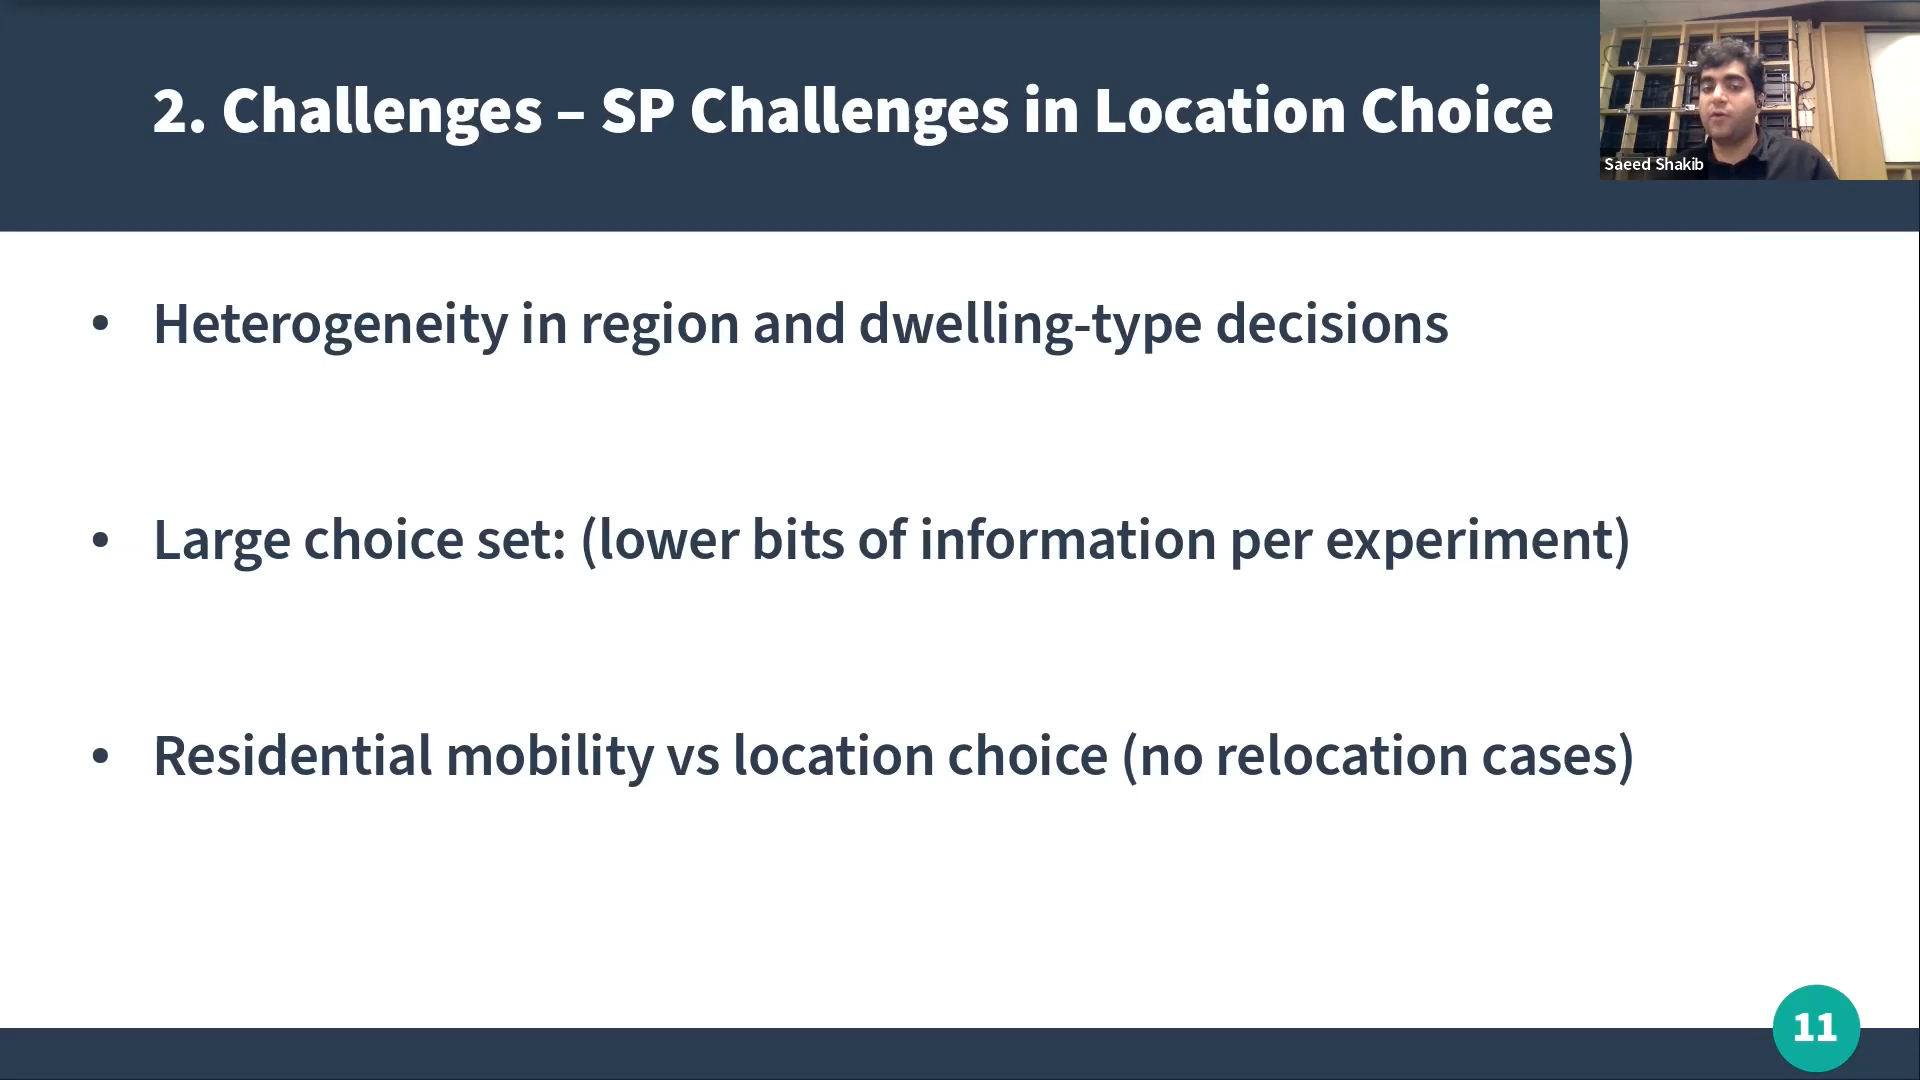 2. Challenges – SP Challenges in Location Choice
Saeed Shakib
• Heterogeneity in region and dwelling-type decisions
• Large choice set: (lower bits of information per experiment)
• Residential mobility vs location choice (no relocation cases)
11